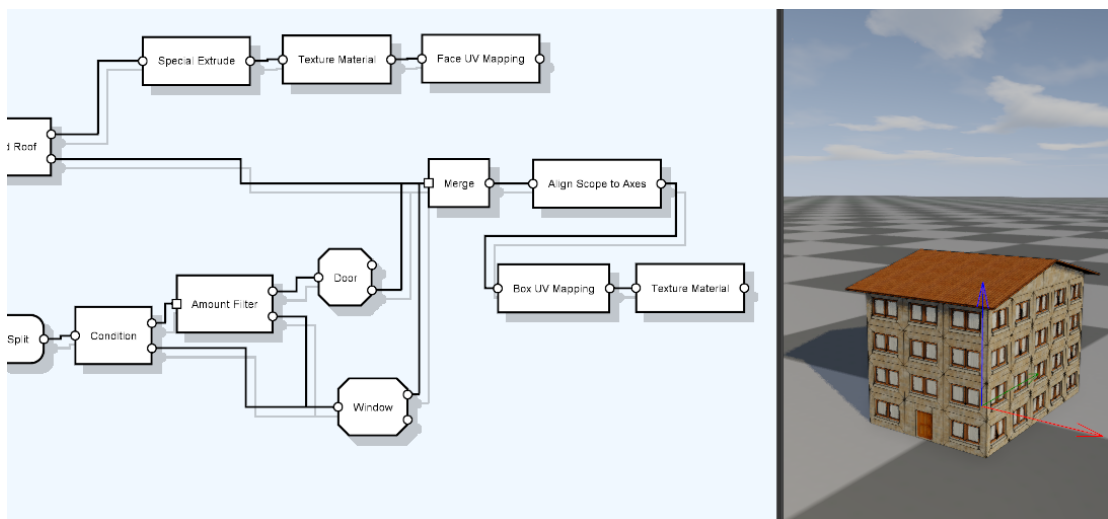 Special Extrude
Texture Material
Face UV Mapping
d Roof
Merge
Align Scope to Axes
Door
Amount Filter
Box UV Mapping
Texture Material
Split
Condition
Window